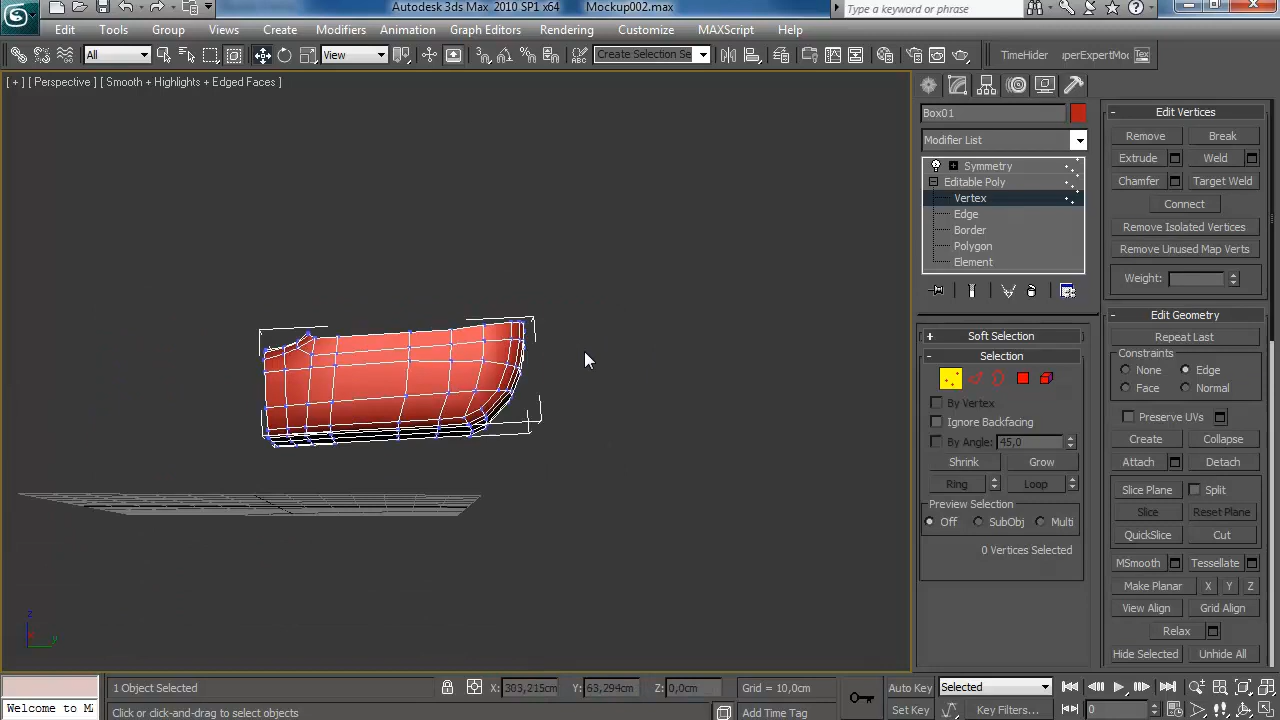 Autodesk 3ds Max 2010 SP1 x64 Mockup002.max
Type a keyword or phrase
Edit Tools Group Views Create Modifiers Animation Graph Editors Rendering Customize MAXScript Help
All View Create Selection Se TimeHider perExpertMod Tex
[ + ] [ Perspective ] [ Smooth + Highlights + Edged Faces ]
Box01
Modifier List
Symmetry
Editable Poly
Vertex
Edge
Border
Polygon
Element
+ Soft Selection
- Selection
By Vertex
Ignore Backfacing
By Angle: 45,0
Shrink Grow
Ring Loop
Preview Selection
Off SubObj Multi
0 Vertices Selected
- Edit Vertices
Remove Break
Extrude Weld
Chamfer Target Weld
Connect
Remove Isolated Vertices
Remove Unused Map Verts
Weight:
- Edit Geometry
Repeat Last
Constraints
None Edge
Face Normal
Preserve UVs
Create Collapse
Attach Detach
Slice Plane Split
Slice Reset Plane
QuickSlice Cut
MSmooth Tessellate
Make Planar X Y Z
View Align Grid Align
Relax
Hide Selected Unhide All
z
x
y
1 Object Selected X: 303,215cm Y: 63,294cm Z: 0,0cm Grid = 10,0cm Auto Key Selected
Welcome to MA Click or click-and-drag to select objects Add Time Tag Set Key Key Filters... 0